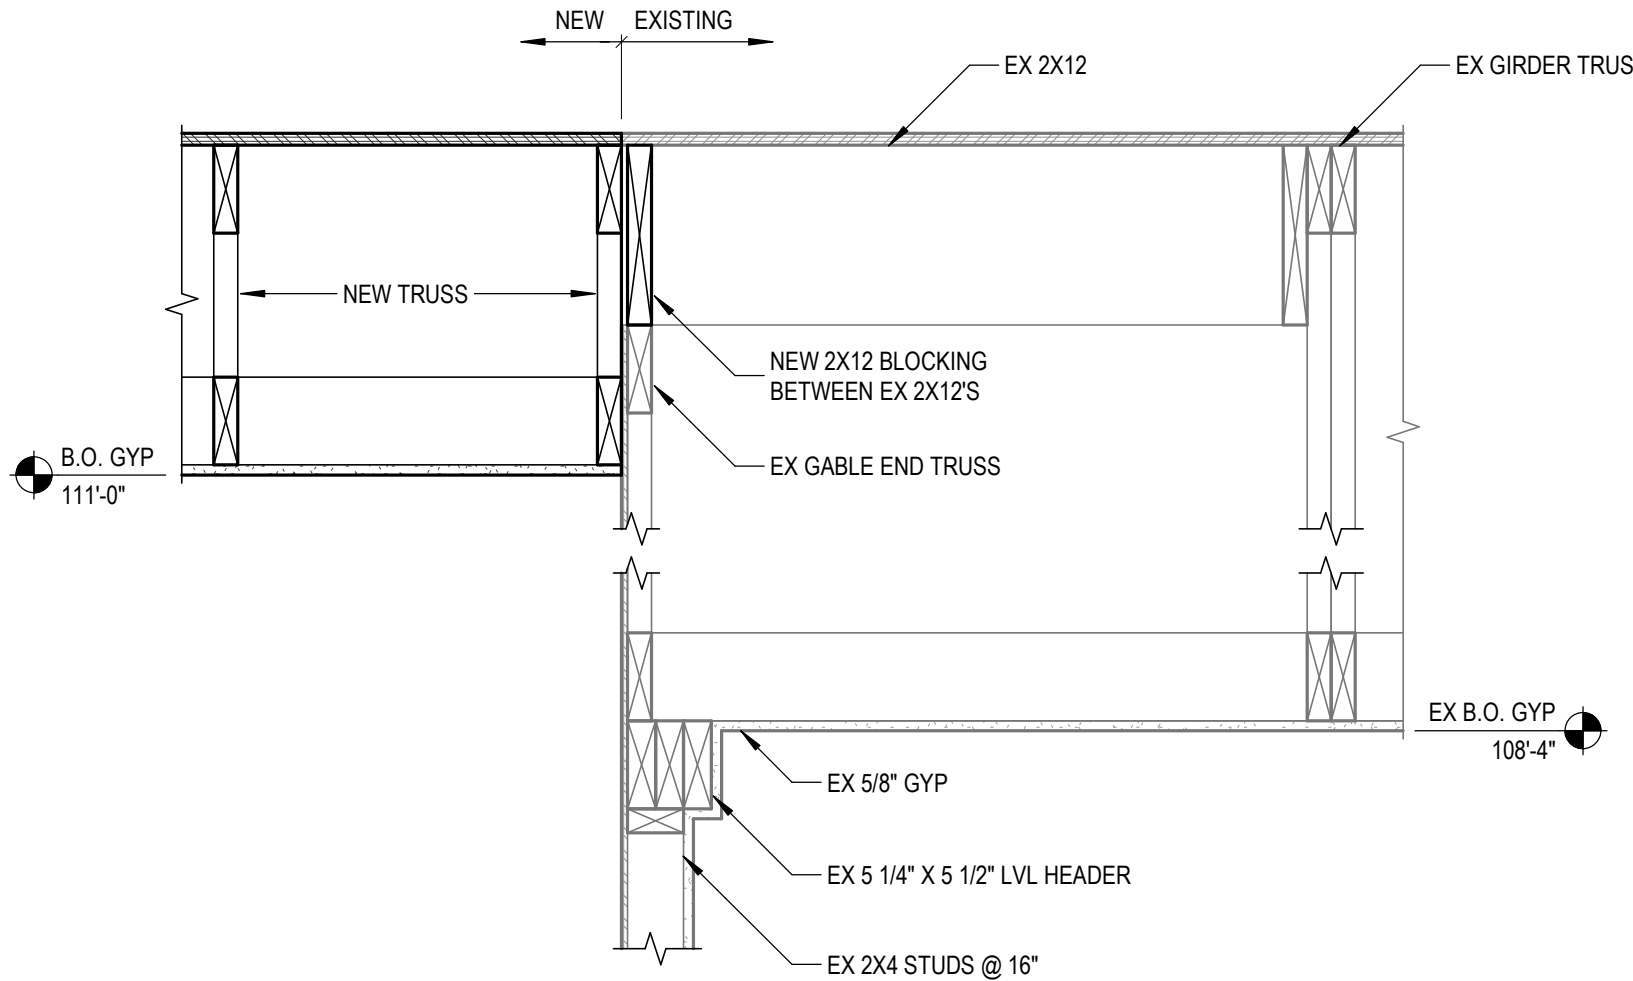 NEW EXISTING
EX 2X12
EX GIRDER TRUS
NEW TRUSS
NEW 2X12 BLOCKING
BETWEEN EX 2X12'S
B.O. GYP
111'-0"
EX GABLE END TRUSS
EX B.O. GYP
108'-4"
EX 5/8" GYP
EX 5 1/4" X 5 1/2" LVL HEADER
EX 2X4 STUDS @ 16"